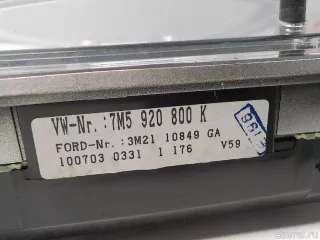 VW-Nr.:7M5 920 800 K
FORD-Nr.:3M21 10849 GA
100703 0331 1 176 V59